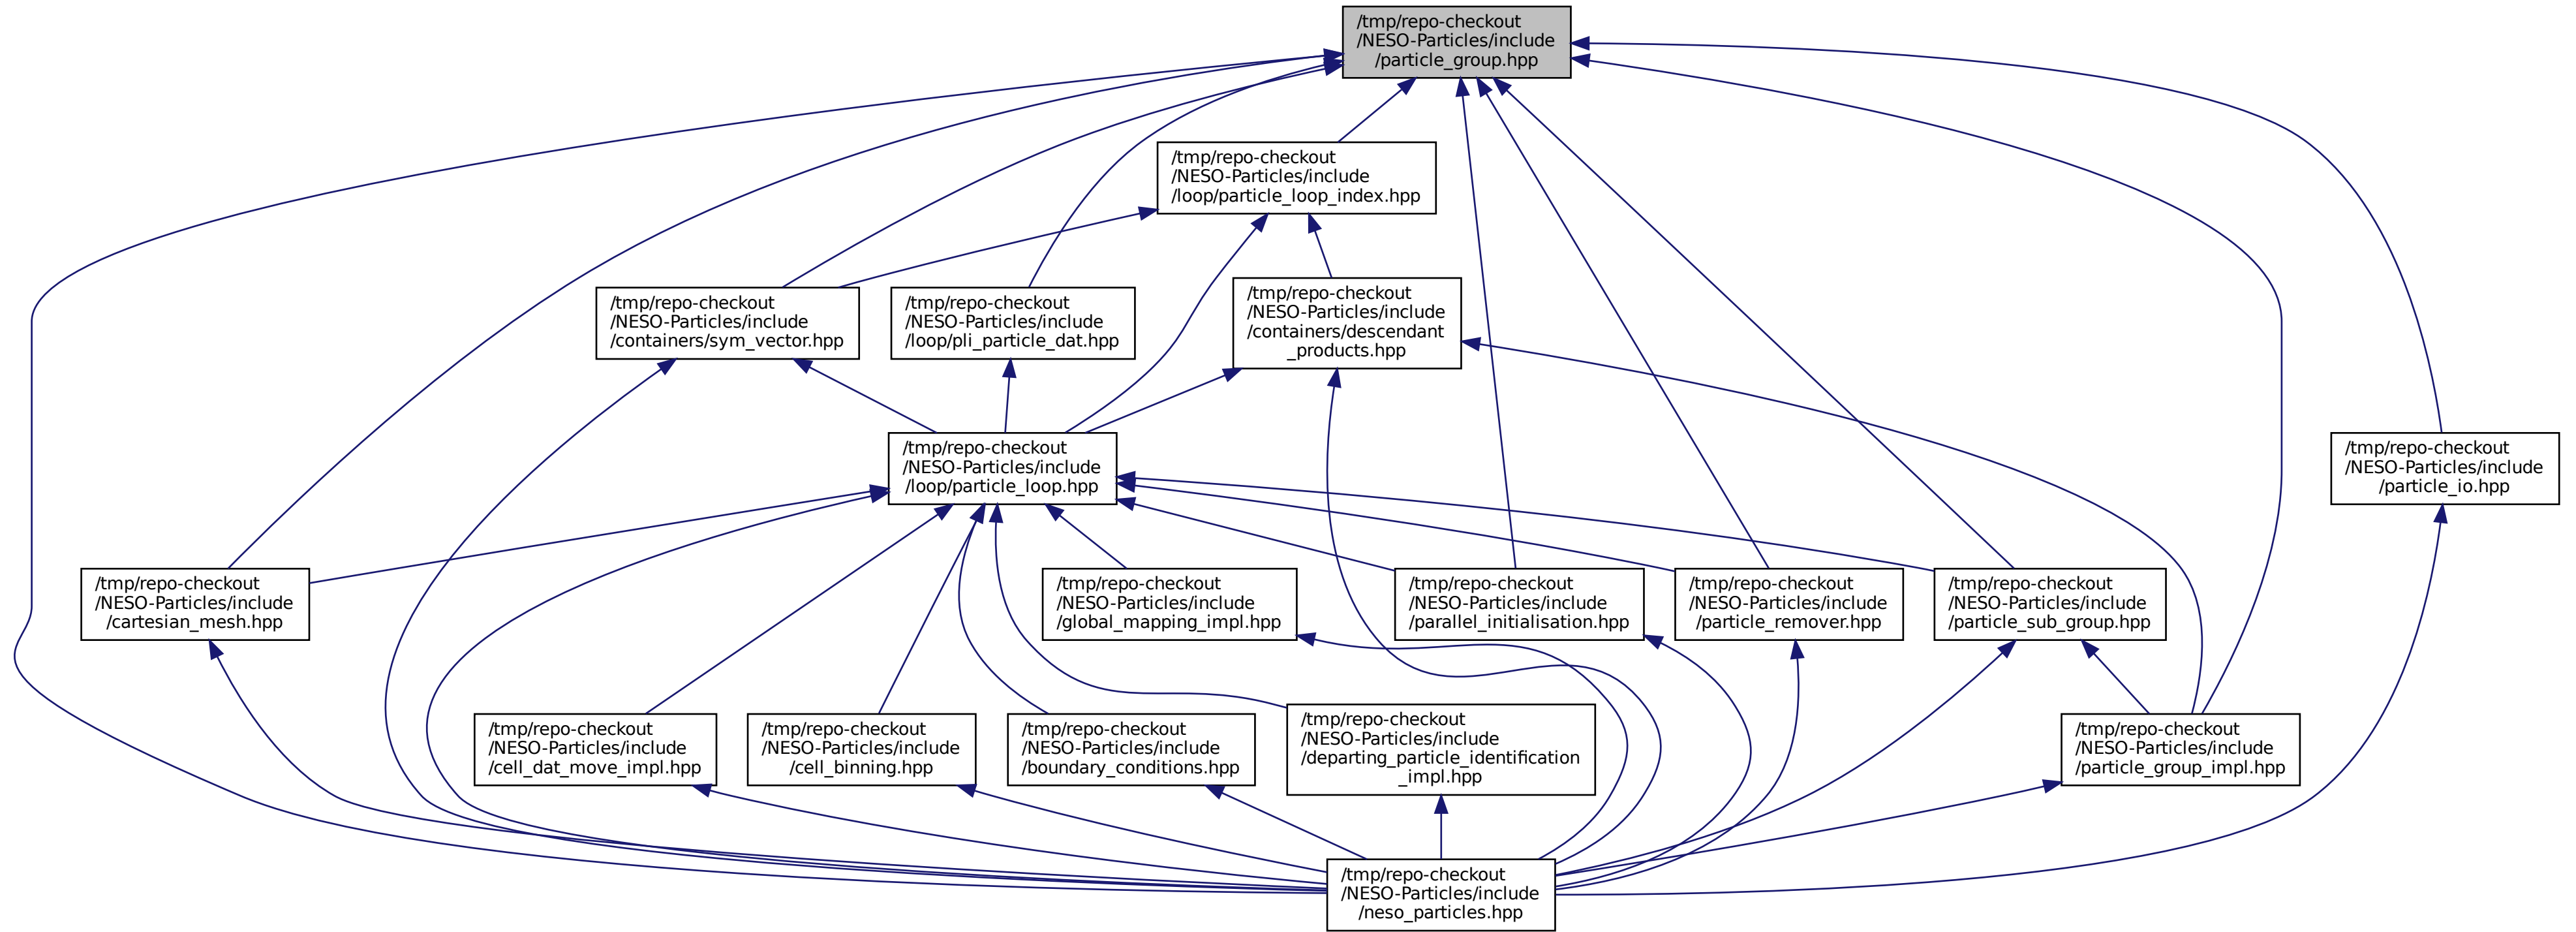 /tmp/repo-checkout
/NESO-Particles/include
/particle_group.hpp
/tmp/repo-checkout
/NESO-Particles/include
/loop/particle_loop_index.hpp
/tmp/repo-checkout
/NESO-Particles/include
/containers/sym_vector.hpp
/tmp/repo-checkout
/NESO-Particles/include
/loop/pli_particle_dat.hpp
/tmp/repo-checkout
/NESO-Particles/include
/containers/descendant
_products.hpp
/tmp/repo-checkout
/NESO-Particles/include
/loop/particle_loop.hpp
/tmp/repo-checkout
/NESO-Particles/include
/particle_io.hpp
/tmp/repo-checkout
/NESO-Particles/include
/cartesian_mesh.hpp
/tmp/repo-checkout
/NESO-Particles/include
/global_mapping_impl.hpp
/tmp/repo-checkout
/NESO-Particles/include
/parallel_initialisation.hpp
/tmp/repo-checkout
/NESO-Particles/include
/particle_remover.hpp
/tmp/repo-checkout
/NESO-Particles/include
/particle_sub_group.hpp
/tmp/repo-checkout
/NESO-Particles/include
/cell_dat_move_impl.hpp
/tmp/repo-checkout
/NESO-Particles/include
/cell_binning.hpp
/tmp/repo-checkout
/NESO-Particles/include
/boundary_conditions.hpp
/tmp/repo-checkout
/NESO-Particles/include
/departing_particle_identification
_impl.hpp
/tmp/repo-checkout
/NESO-Particles/include
/particle_group_impl.hpp
/tmp/repo-checkout
/NESO-Particles/include
/neso_particles.hpp